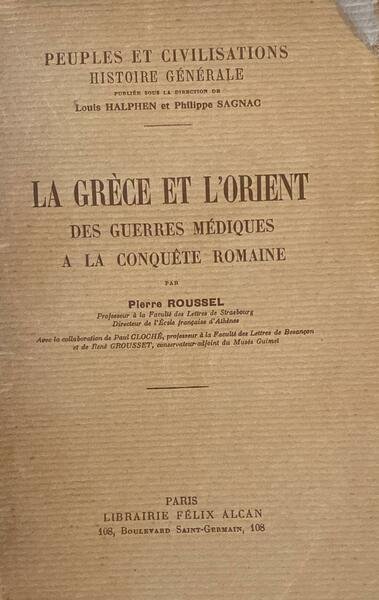 PEUPLES ET CIVILISATIONS
HISTOIRE GÉNÉRALE
PUBLIÉE SOUS LA DIRECTION DE
Louis HALPHEN et Philippe SAGNAC
LA GRÈCE ET L'ORIENT
DES GUERRES MÉDIQUES
A LA CONQUÊTE ROMAINE
PAR
Pierre ROUSSEL
Professeur à la Faculté des Lettres de Strasbourg
Directeur de l'École française d'Athènes
Avec la collaboration de Paul CLOCHÉ, professeur à la Faculté des Lettres de Besançon
et de René GROUSSET, conservateur-adjoint du Musée Guimet
PARIS
LIBRAIRIE FÉLIX ALCAN
108, Boulevard Saint-Germain, 108